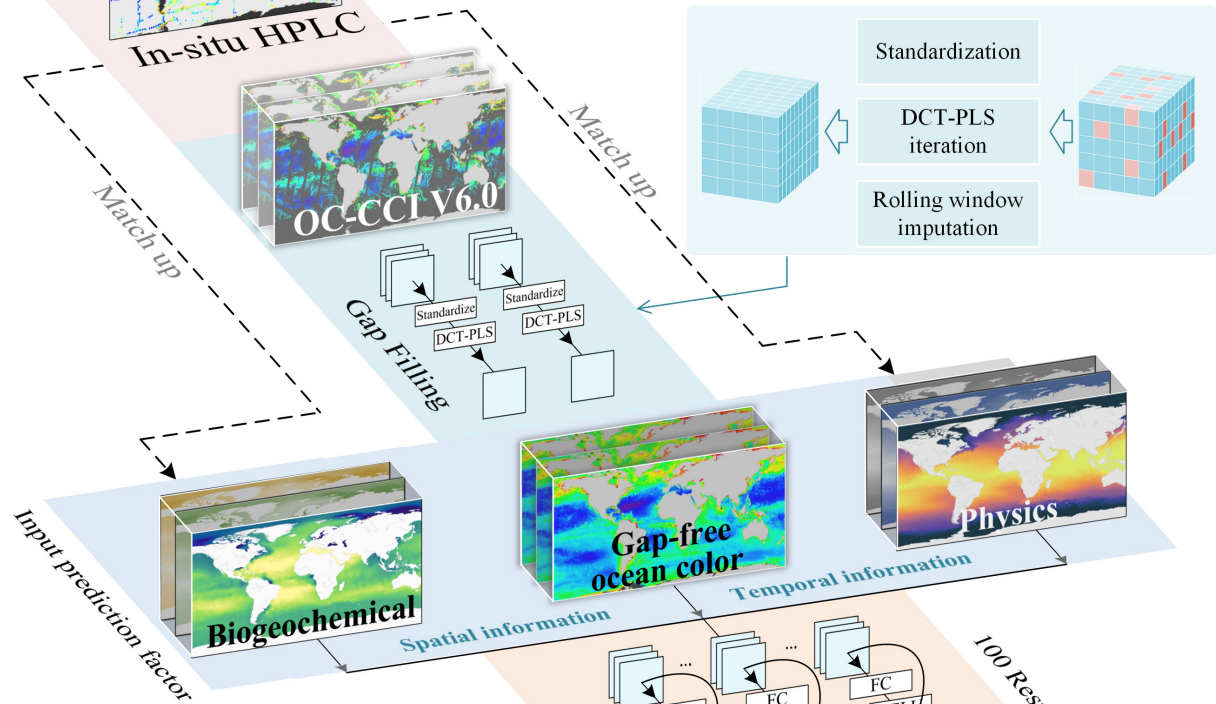 In-situ HPLC
Standardization
DCT-PLS
iteration
Rolling window
imputation
Match up
Match up
OC-CCI V6.0
Gap Filling
Standardize
DCT-PLS
Standardize
DCT-PLS
Input prediction factor
Biogeochemical
Gap-free
ocean color
Physics
Spatial information
Temporal information
...
...
FC
FC
100